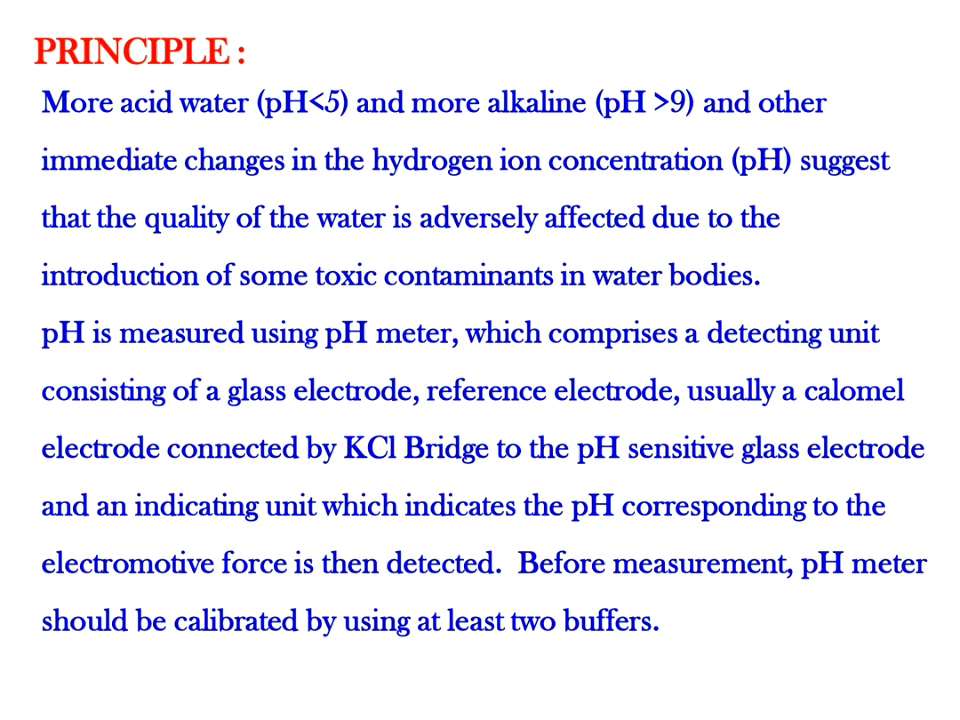 PRINCIPLE :
More acid water (pH<5) and more alkaline (pH >9) and other
immediate changes in the hydrogen ion concentration (pH) suggest
that the quality of the water is adversely affected due to the
introduction of some toxic contaminants in water bodies.
pH is measured using pH meter, which comprises a detecting unit
consisting of a glass electrode, reference electrode, usually a calomel
electrode connected by KCl Bridge to the pH sensitive glass electrode
and an indicating unit which indicates the pH corresponding to the
electromotive force is then detected.  Before measurement, pH meter
should be calibrated by using at least two buffers.